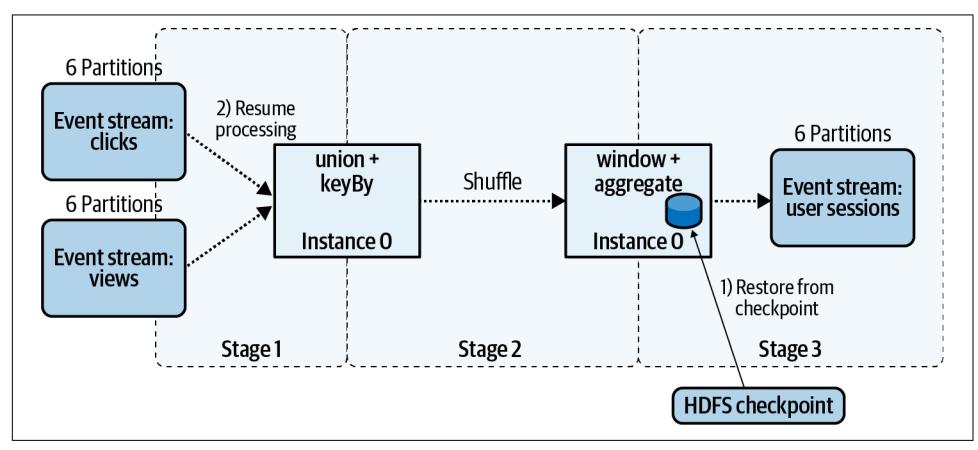 6 Partitions
Event stream:
clicks
2) Resume
processing
6 Partitions
Event stream:
views
union +
keyBy
Instance 0
Shuffle
window +
aggregate
Instance 0
6 Partitions
Event stream:
user sessions
1) Restore from
checkpoint
Stage 1
Stage 2
Stage 3
HDFS checkpoint